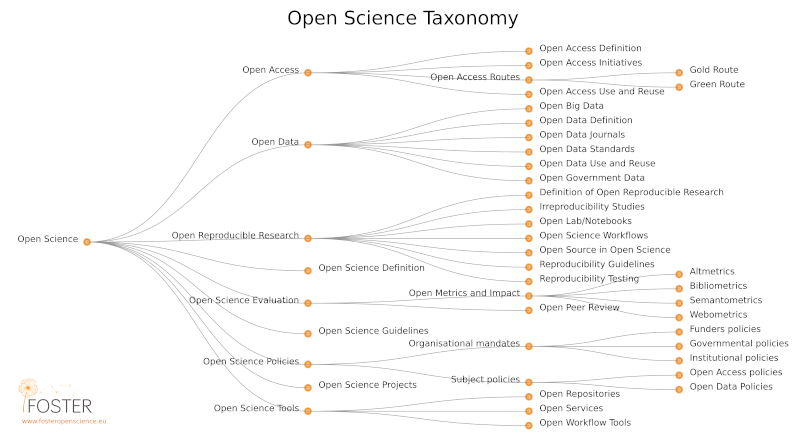 Open Science Taxonomy
Open Science
Open Access
Open Access Definition
Open Access Initiatives
Open Access Routes
Gold Route
Green Route
Open Access Use and Reuse
Open Data
Open Big Data
Open Data Definition
Open Data Journals
Open Data Standards
Open Data Use and Reuse
Open Government Data
Open Reproducible Research
Definition of Open Reproducible Research
Irreproducibility Studies
Open Lab/Notebooks
Open Science Workflows
Open Source in Open Science
Reproducibility Guidelines
Reproducibility Testing
Open Science Definition
Open Science Evaluation
Open Metrics and Impact
Altmetrics
Bibliometrics
Semantometrics
Webometrics
Open Peer Review
Open Science Guidelines
Open Science Policies
Organisational mandates
Funders policies
Governmental policies
Institutional policies
Subject policies
Open Access policies
Open Data Policies
Open Science Projects
Open Science Tools
Open Repositories
Open Services
Open Workflow Tools
FOSTER
www.fosteropenscience.eu